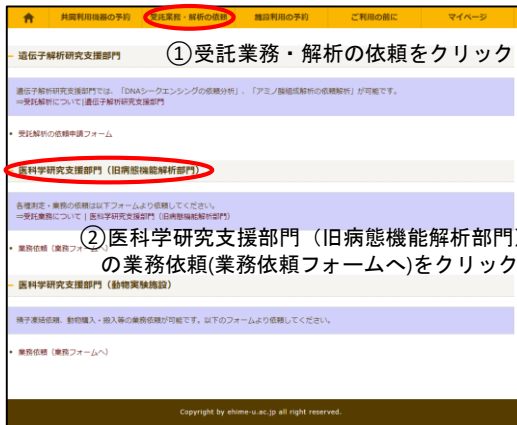 共同利用機器の予約 受託業務・解析の依頼 施設利用の予約 ご利用の前に マイページ
①受託業務・解析の依頼をクリック
遺伝子解析研究支援部門
遺伝子解析研究支援部門では、「DNAシークエンシングの依頼分析」、「アミノ酸組成解析の依頼解析」が可能です。
⇒受託解析について|遺伝子解析研究支援部門
• 受託解析の依頼申請フォーム
医科学研究支援部門（旧病態機能解析部門）
各種測定・業務の依頼は以下フォームより依頼してください。
⇒受託業務について | 医科学研究支援部門（旧病態機能解析部門）
②医科学研究支援部門（旧病態機能解析部門）
• 業務依頼（業務フォームへ）
の業務依頼(業務依頼フォームへ)をクリック
医科学研究支援部門（動物実験施設）
精子凍結依頼、動物購入・搬入等の業務依頼が可能です。以下のフォームより依頼してください。
• 業務依頼（業務フォームへ）
Copyright by ehime-u.ac.jp all right reserved.